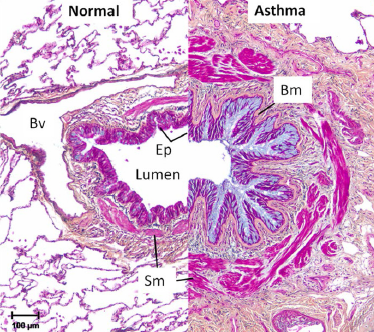 Normal
Asthma
Bm
Bv
Ep
Lumen
Sm
100 µm